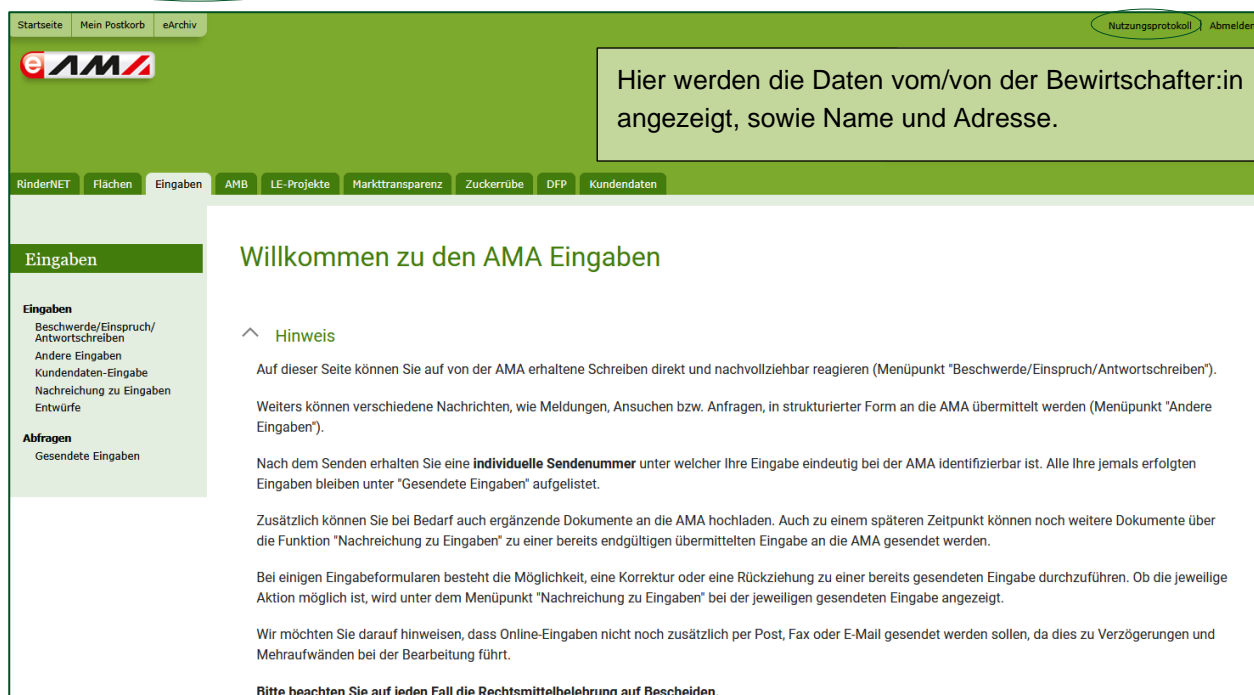 Startseite Mein Postkorb eArchiv Nutzungsprotokoll Abmelden
eAMA
Hier werden die Daten vom/von der Bewirtschafter:in
angezeigt, sowie Name und Adresse.
RinderNET Flächen Eingaben AMB LE-Projekte Markttransparenz Zuckerrübe DFP Kundendaten
Eingaben
Eingaben
Beschwerde/Einspruch/
Antwortschreiben
Andere Eingaben
Kundendaten-Eingabe
Nachreichung zu Eingaben
Entwürfe
Abfragen
Gesendete Eingaben
Willkommen zu den AMA Eingaben
Hinweis
Auf dieser Seite können Sie auf von der AMA erhaltene Schreiben direkt und nachvollziehbar reagieren (Menüpunkt "Beschwerde/Einspruch/Antwortschreiben").
Weiters können verschiedene Nachrichten, wie Meldungen, Ansuchen bzw. Anfragen, in strukturierter Form an die AMA übermittelt werden (Menüpunkt "Andere
Eingaben").
Nach dem Senden erhalten Sie eine individuelle Sendenummer unter welcher Ihre Eingabe eindeutig bei der AMA identifizierbar ist. Alle Ihre jemals erfolgten
Eingaben bleiben unter "Gesendete Eingaben" aufgelistet.
Zusätzlich können Sie bei Bedarf auch ergänzende Dokumente an die AMA hochladen. Auch zu einem späteren Zeitpunkt können noch weitere Dokumente über
die Funktion "Nachreichung zu Eingaben" zu einer bereits endgültigen übermittelten Eingabe an die AMA gesendet werden.
Bei einigen Eingabeformularen besteht die Möglichkeit, eine Korrektur oder eine Rückziehung zu einer bereits gesendeten Eingabe durchzuführen. Ob die jeweilige
Aktion möglich ist, wird unter dem Menüpunkt "Nachreichung zu Eingaben" bei der jeweiligen gesendeten Eingabe angezeigt.
Wir möchten Sie darauf hinweisen, dass Online-Eingaben nicht noch zusätzlich per Post, Fax oder E-Mail gesendet werden sollen, da dies zu Verzögerungen und
Mehraufwänden bei der Bearbeitung führt.
Bitte beachten Sie auf jeden Fall die Rechtsmittelbelehrung auf Bescheiden.